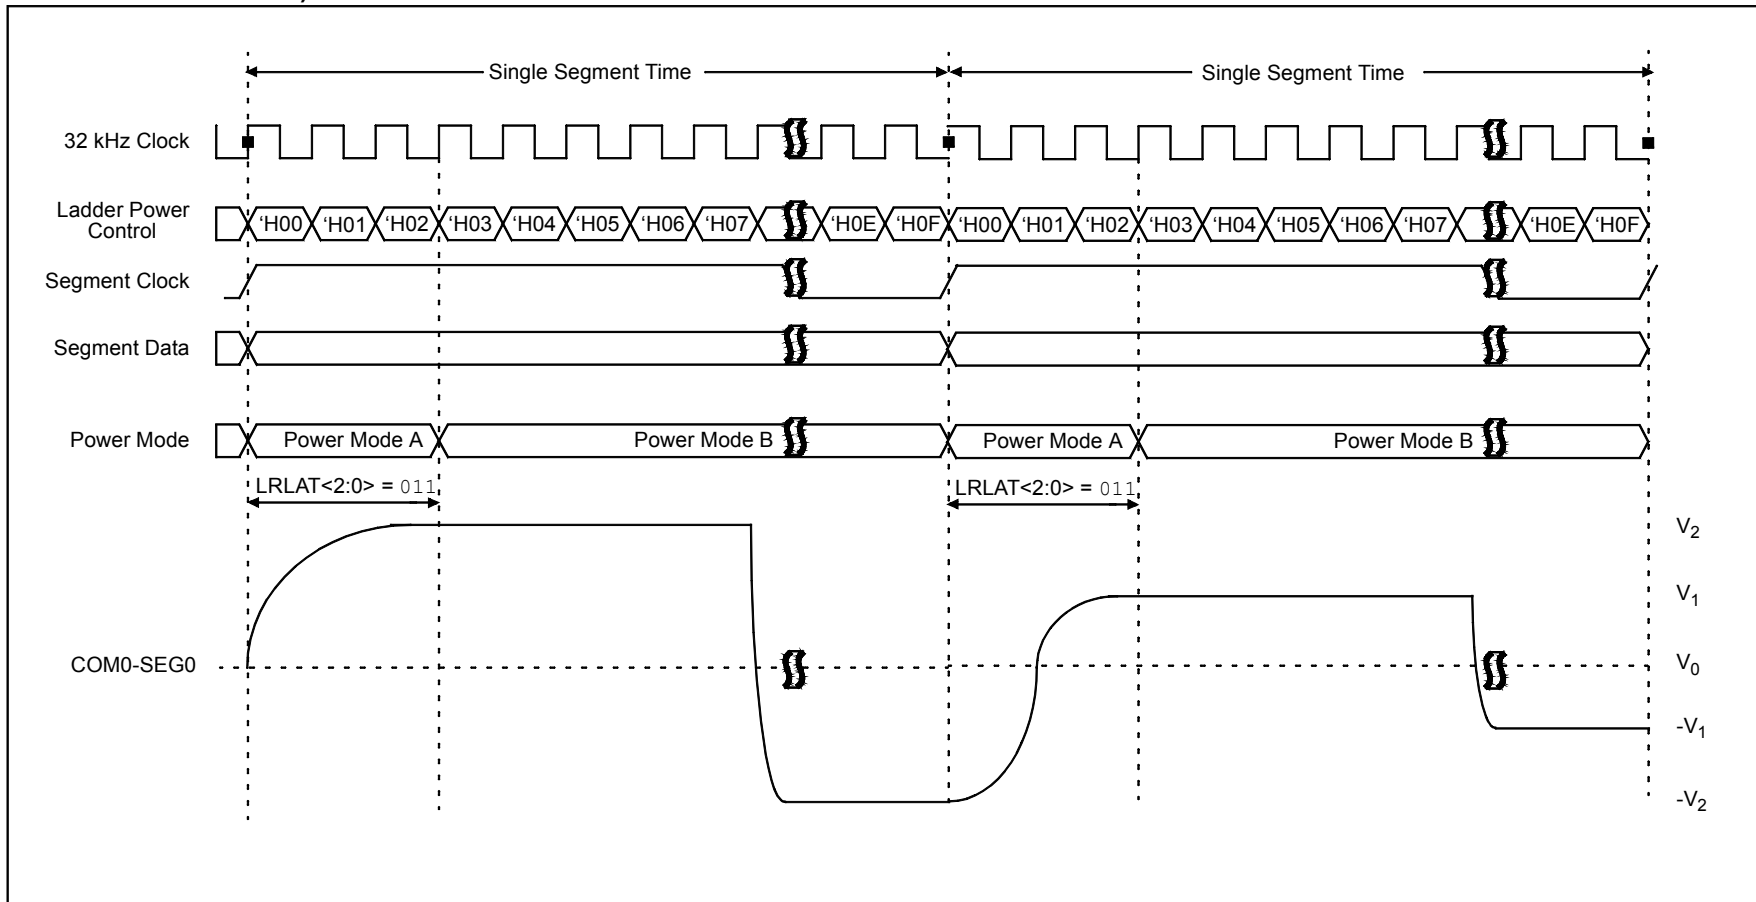 Single Segment Time Single Segment Time
32 kHz Clock
Ladder Power
Control
‘H00 ‘H01 ‘H02 ‘H03 ‘H04 ‘H05 ‘H06 ‘H07 ‘H0E ‘H0F ‘H00 ‘H01 ‘H02 ‘H03 ‘H04 ‘H05 ‘H06 ‘H07 ‘H0E ‘H0F
Segment Clock
Segment Data
Power Mode Power Mode A Power Mode B Power Mode A Power Mode B
LRLAT<2:0> = 011 LRLAT<2:0> = 011
V2
V1
COM0-SEG0 V0
-V1
-V2